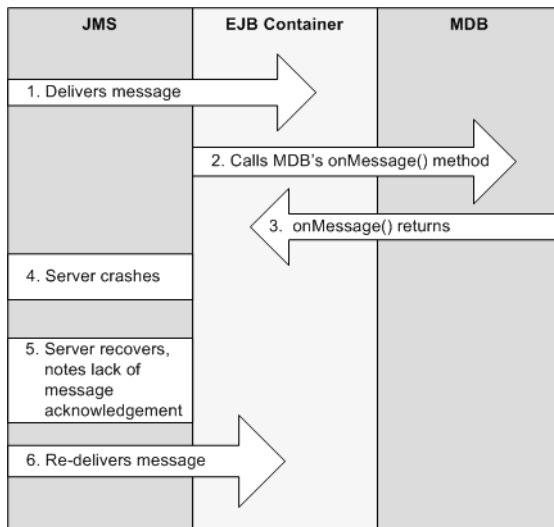 JMS
EJB Container
MDB
1. Delivers message
2. Calls MDB's onMessage() method
3. onMessage() returns
4. Server crashes
5. Server recovers,
notes lack of
message
acknowledgement
6. Re-delivers message